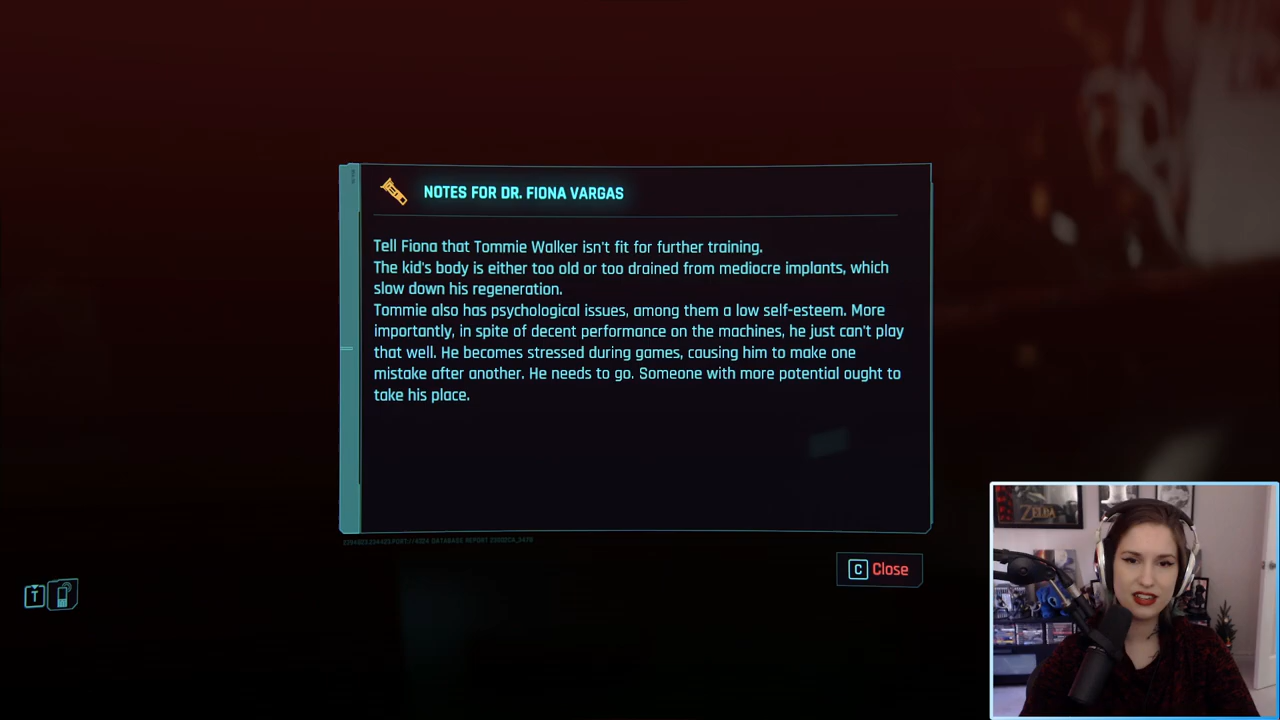 NOTES FOR DR. FIONA VARGAS
Tell Fiona that Tommie Walker isn't fit for further training.
The kid's body is either too old or too drained from mediocre implants, which
slow down his regeneration.
Tommie also has psychological issues, among them a low self-esteem. More
importantly, in spite of decent performance on the machines, he just can't play
that well. He becomes stressed during games, causing him to make one
mistake after another. He needs to go. Someone with more potential ought to
take his place.
C Close
T
ZELDA